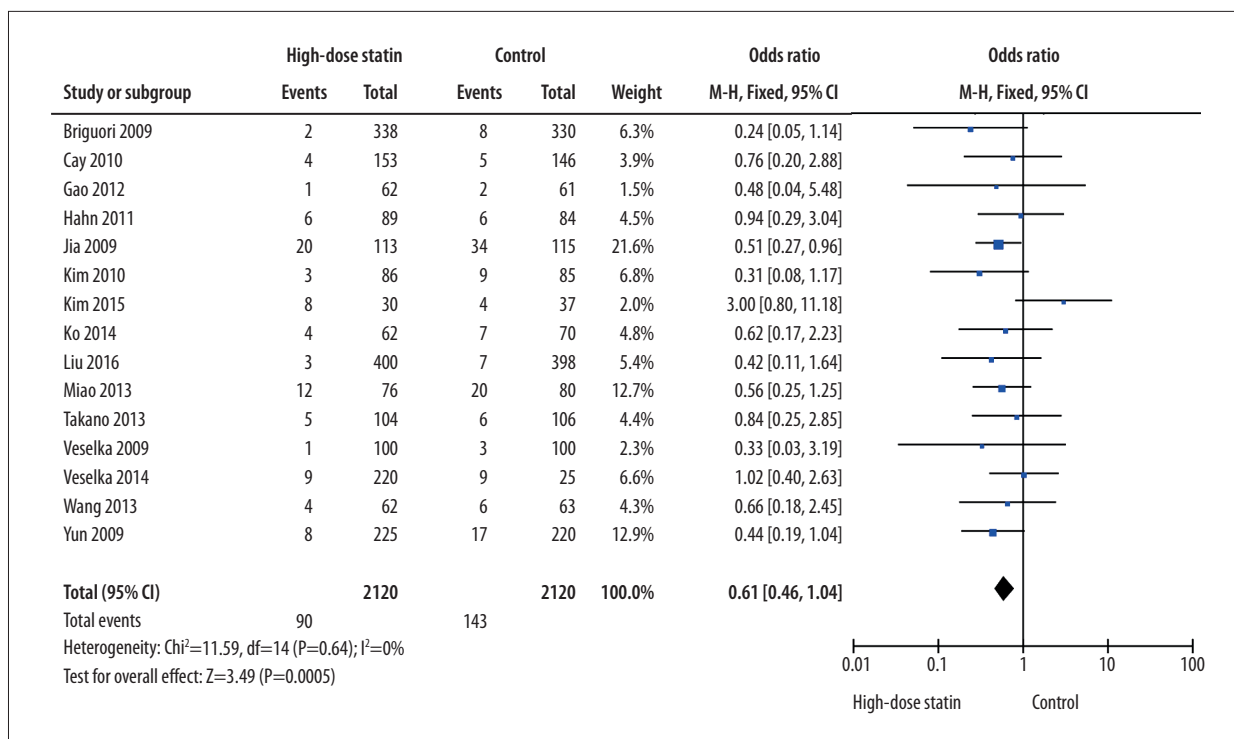 High-dose statin Control Odds ratio Odds ratio
Study or subgroup Events Total Events Total Weight M-H, Fixed, 95% CI M-H, Fixed, 95% CI
Briguori 2009 2 338 8 330 6.3% 0.24 [0.05, 1.14]
Cay 2010 4 153 5 146 3.9% 0.76 [0.20, 2.88]
Gao 2012 1 62 2 61 1.5% 0.48 [0.04, 5.48]
Hahn 2011 6 89 6 84 4.5% 0.94 [0.29, 3.04]
Jia 2009 20 113 34 115 21.6% 0.51 [0.27, 0.96]
Kim 2010 3 86 9 85 6.8% 0.31 [0.08, 1.17]
Kim 2015 8 30 4 37 2.0% 3.00 [0.80, 11.18]
Ko 2014 4 62 7 70 4.8% 0.62 [0.17, 2.23]
Liu 2016 3 400 7 398 5.4% 0.42 [0.11, 1.64]
Miao 2013 12 76 20 80 12.7% 0.56 [0.25, 1.25]
Takano 2013 5 104 6 106 4.4% 0.84 [0.25, 2.85]
Veselka 2009 1 100 3 100 2.3% 0.33 [0.03, 3.19]
Veselka 2014 9 220 9 25 6.6% 1.02 [0.40, 2.63]
Wang 2013 4 62 6 63 4.3% 0.66 [0.18, 2.45]
Yun 2009 8 225 17 220 12.9% 0.44 [0.19, 1.04]
Total (95% CI) 2120 2120 100.0% 0.61 [0.46, 1.04]
Total events 90 143
Heterogeneity: Chi²=11.59, df=14 (P=0.64); I²=0%
Test for overall effect: Z=3.49 (P=0.0005)
0.01 0.1 1 10 100
High-dose statin Control